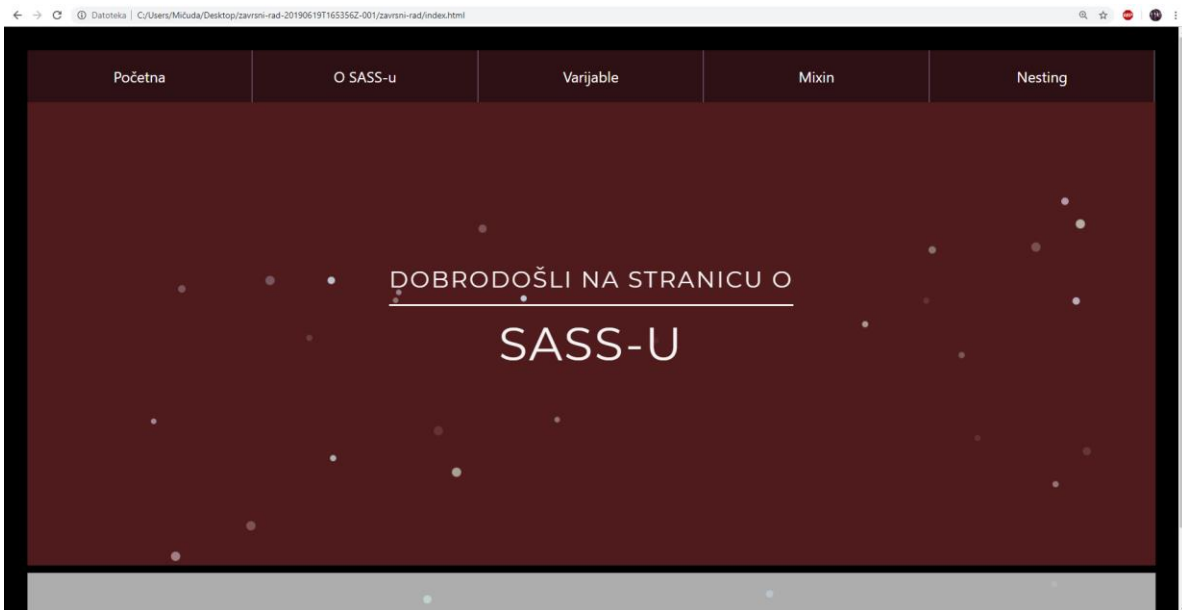 Datoteka | C:/Users/Mičuda/Desktop/zavrsni-rad-20190619T165356Z-001/zavrsni-rad/index.html
Početna O SASS-u Varijable Mixin Nesting
DOBRODOŠLI NA STRANICU O
SASS-U